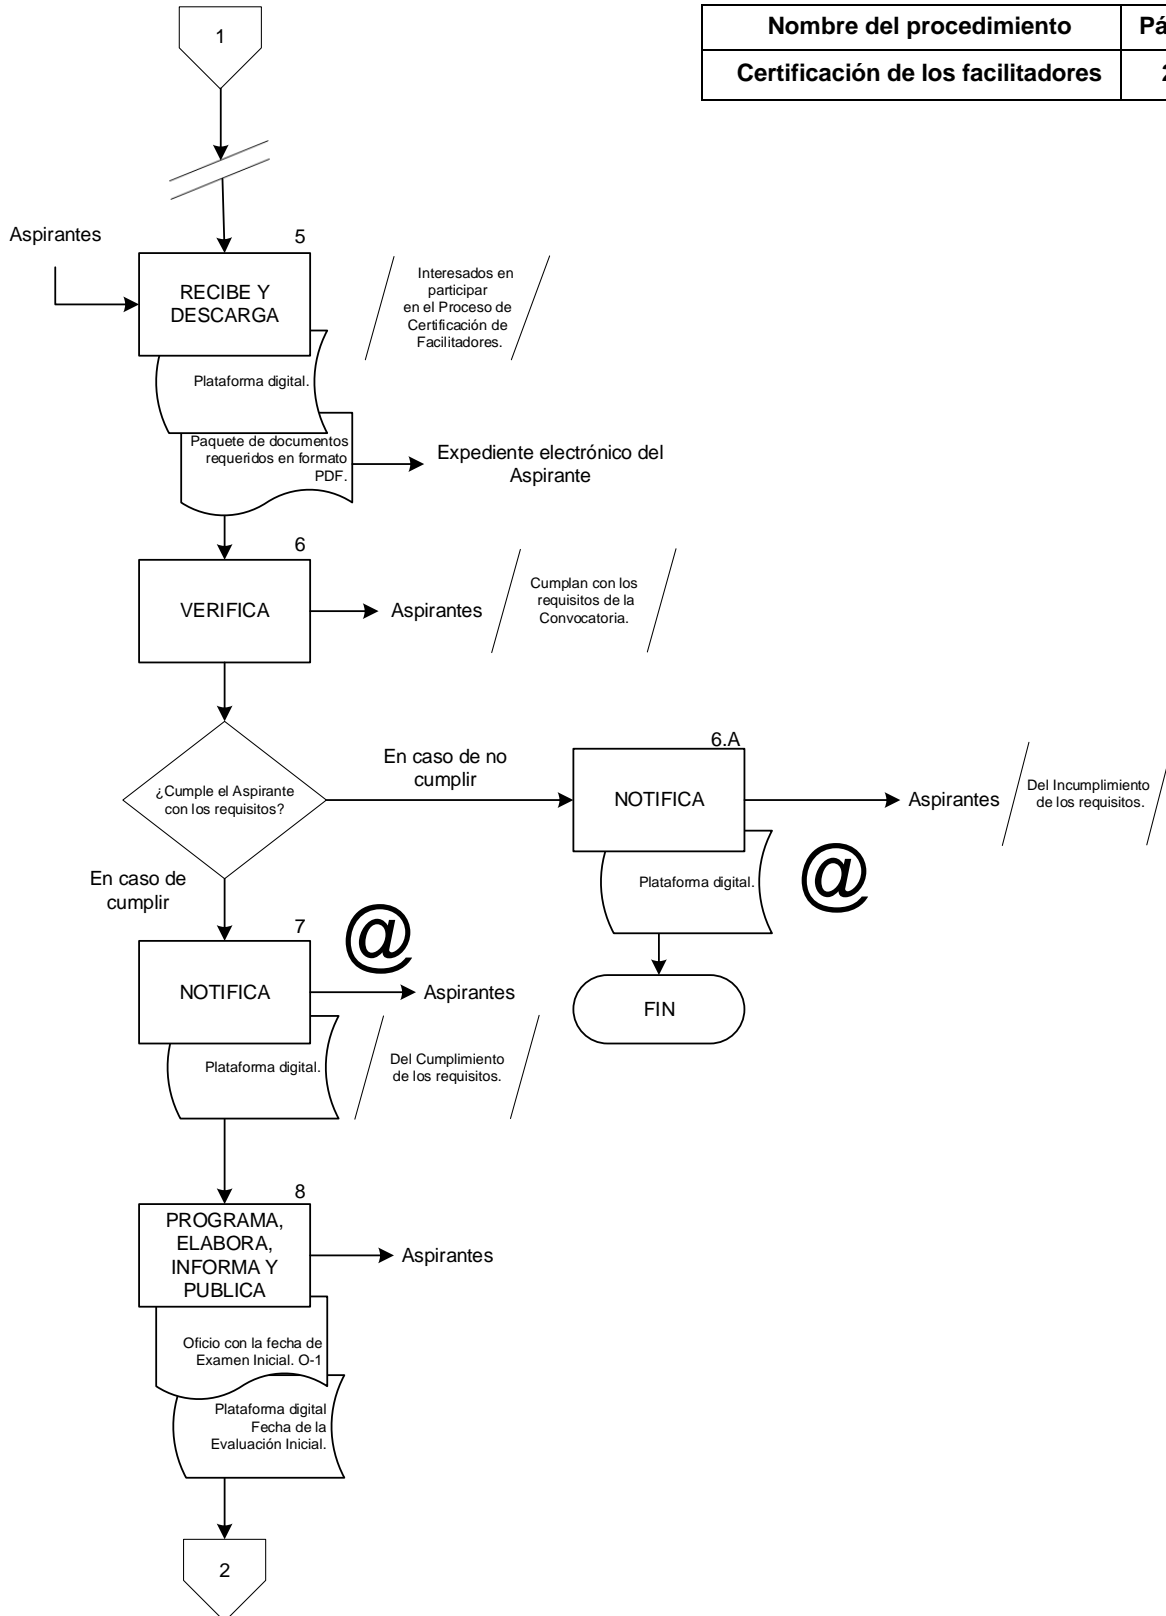 1
Nombre del procedimiento
Pá
Certificación de los facilitadores
2
Aspirantes
5
RECIBE Y
DESCARGA
Interesados en
participar
en el Proceso de
Certificación de
Facilitadores.
Plataforma digital.
Paquete de documentos
requeridos en formato
PDF.
Expediente electrónico del
Aspirante
6
VERIFICA
Aspirantes
Cumplan con los
requisitos de la
Convocatoria.
¿Cumple el Aspirante
con los requisitos?
En caso de no
cumplir
6.A
NOTIFICA
Aspirantes
Del Incumplimiento
de los requisitos.
Plataforma digital.
@
FIN
En caso de
cumplir
7
NOTIFICA
@
Aspirantes
Plataforma digital.
Del Cumplimiento
de los requisitos.
8
PROGRAMA,
ELABORA,
INFORMA Y
PUBLICA
Aspirantes
Oficio con la fecha de
Examen Inicial. O-1
Plataforma digital
Fecha de la
Evaluación Inicial.
2